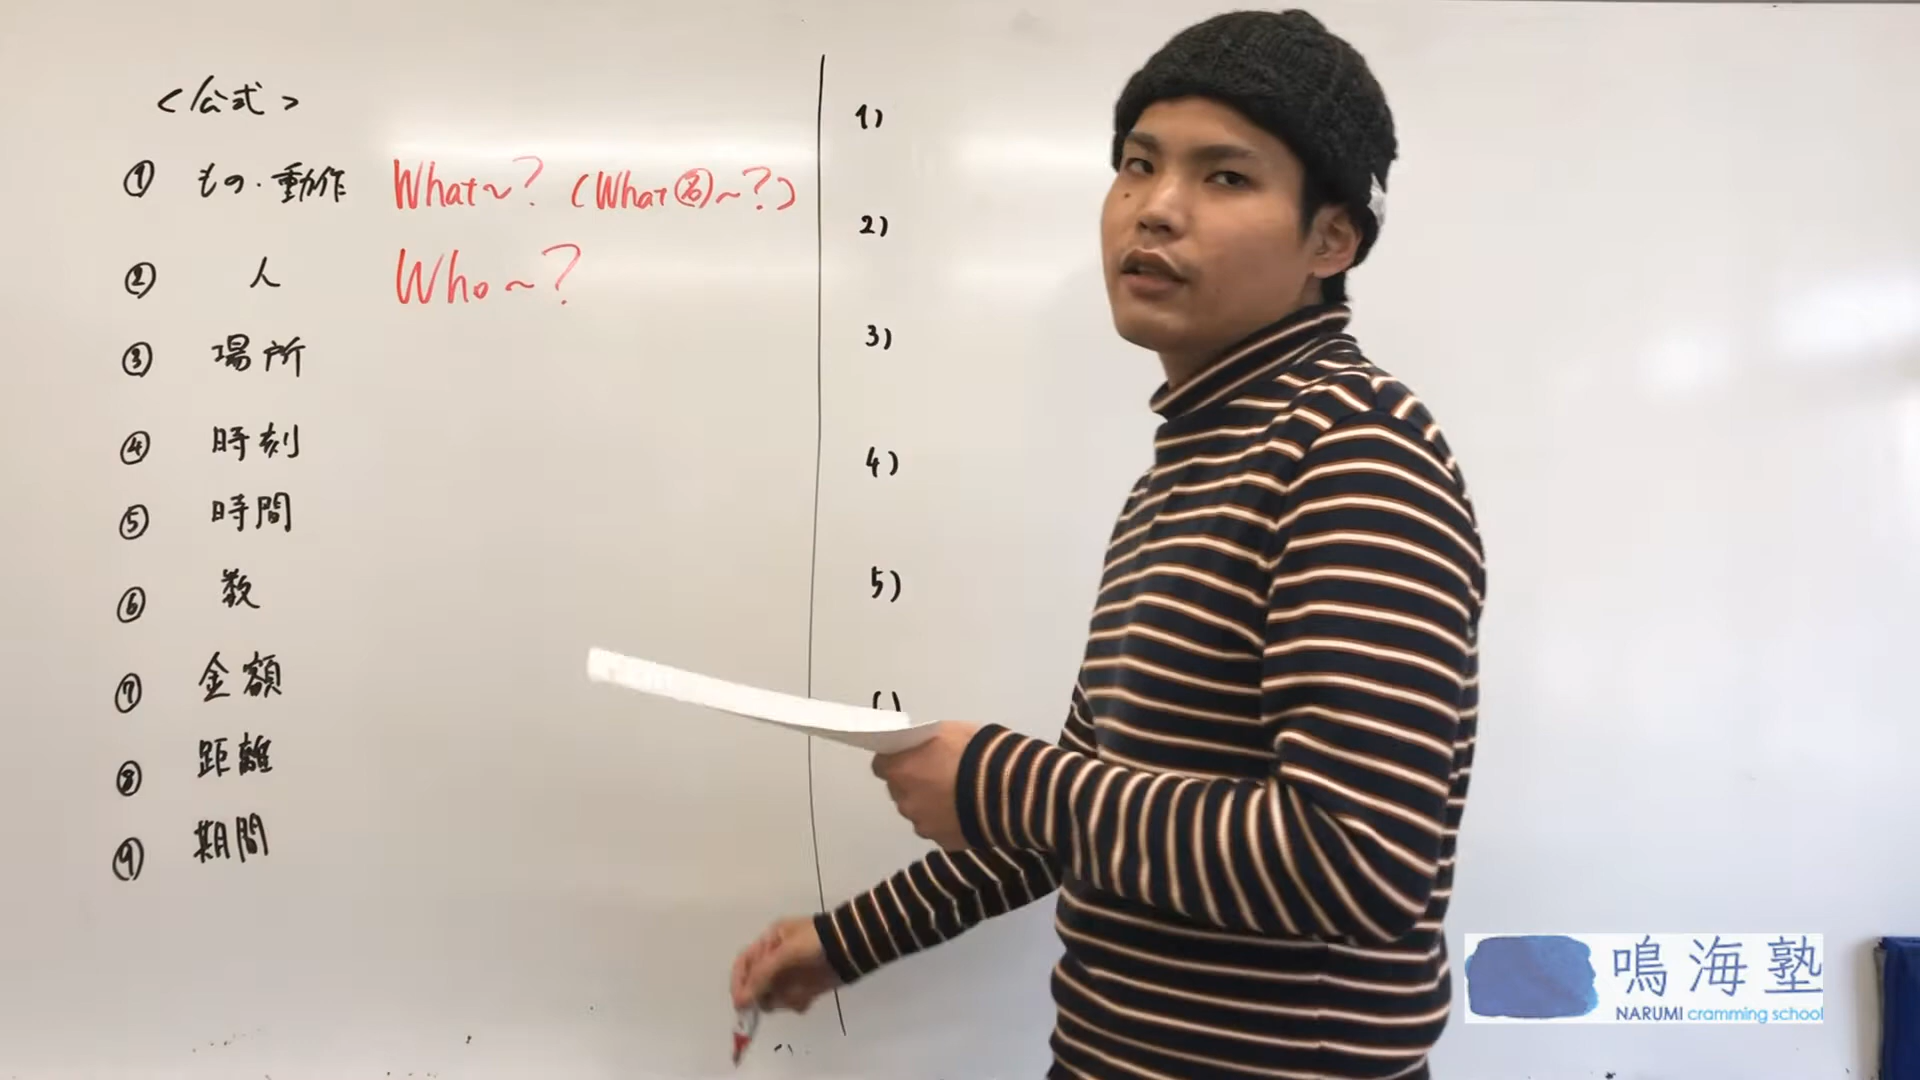 <公式>
① もの・動作 What~? (What㊔~?)
② 人 Who~?
③ 場所
④ 時刻
⑤ 時間
⑥ 数
⑦ 金額
⑧ 距離
⑨ 期間
1)
2)
3)
4)
5)
鳴海塾
NARUMI cramming school